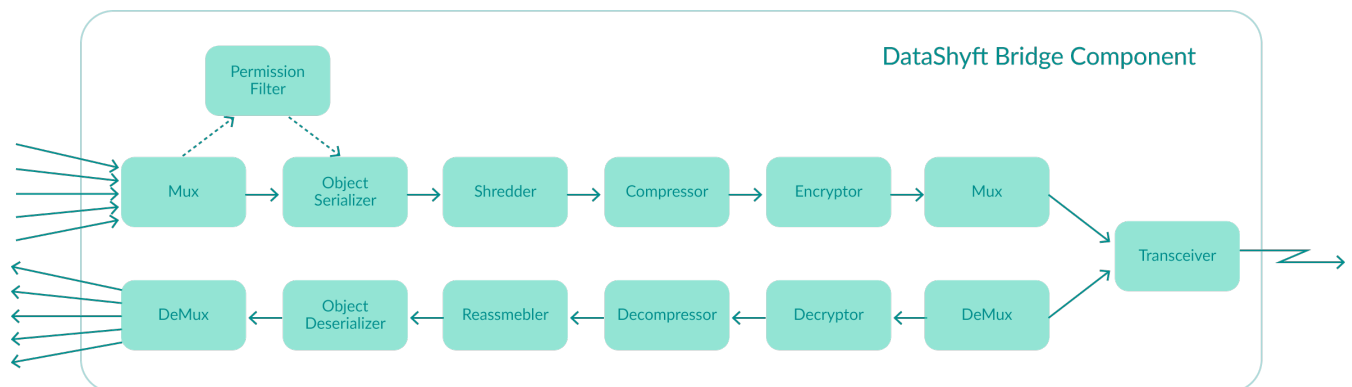 DataShyft Bridge Component
Permission
Filter
Mux
Object
Serializer
Shredder
Compressor
Encryptor
Mux
Transceiver
DeMux
Object
Deserializer
Reassmebler
Decompressor
Decryptor
DeMux